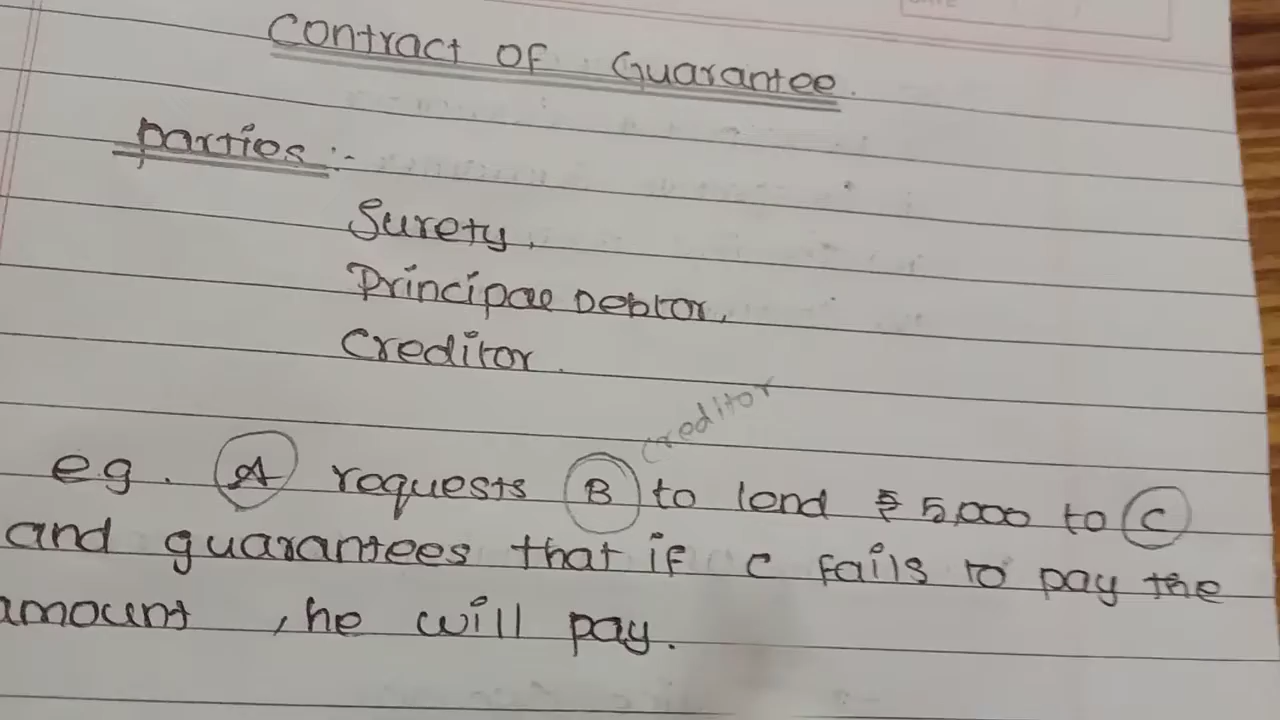 Contract of Guarantee.
Parties :-
Surety,
Principal Debtor,
Creditor.
creditor
eg. A requests B to lend ₹ 5,000 to C
and guarantees that if C fails to pay the
amount, he will pay.